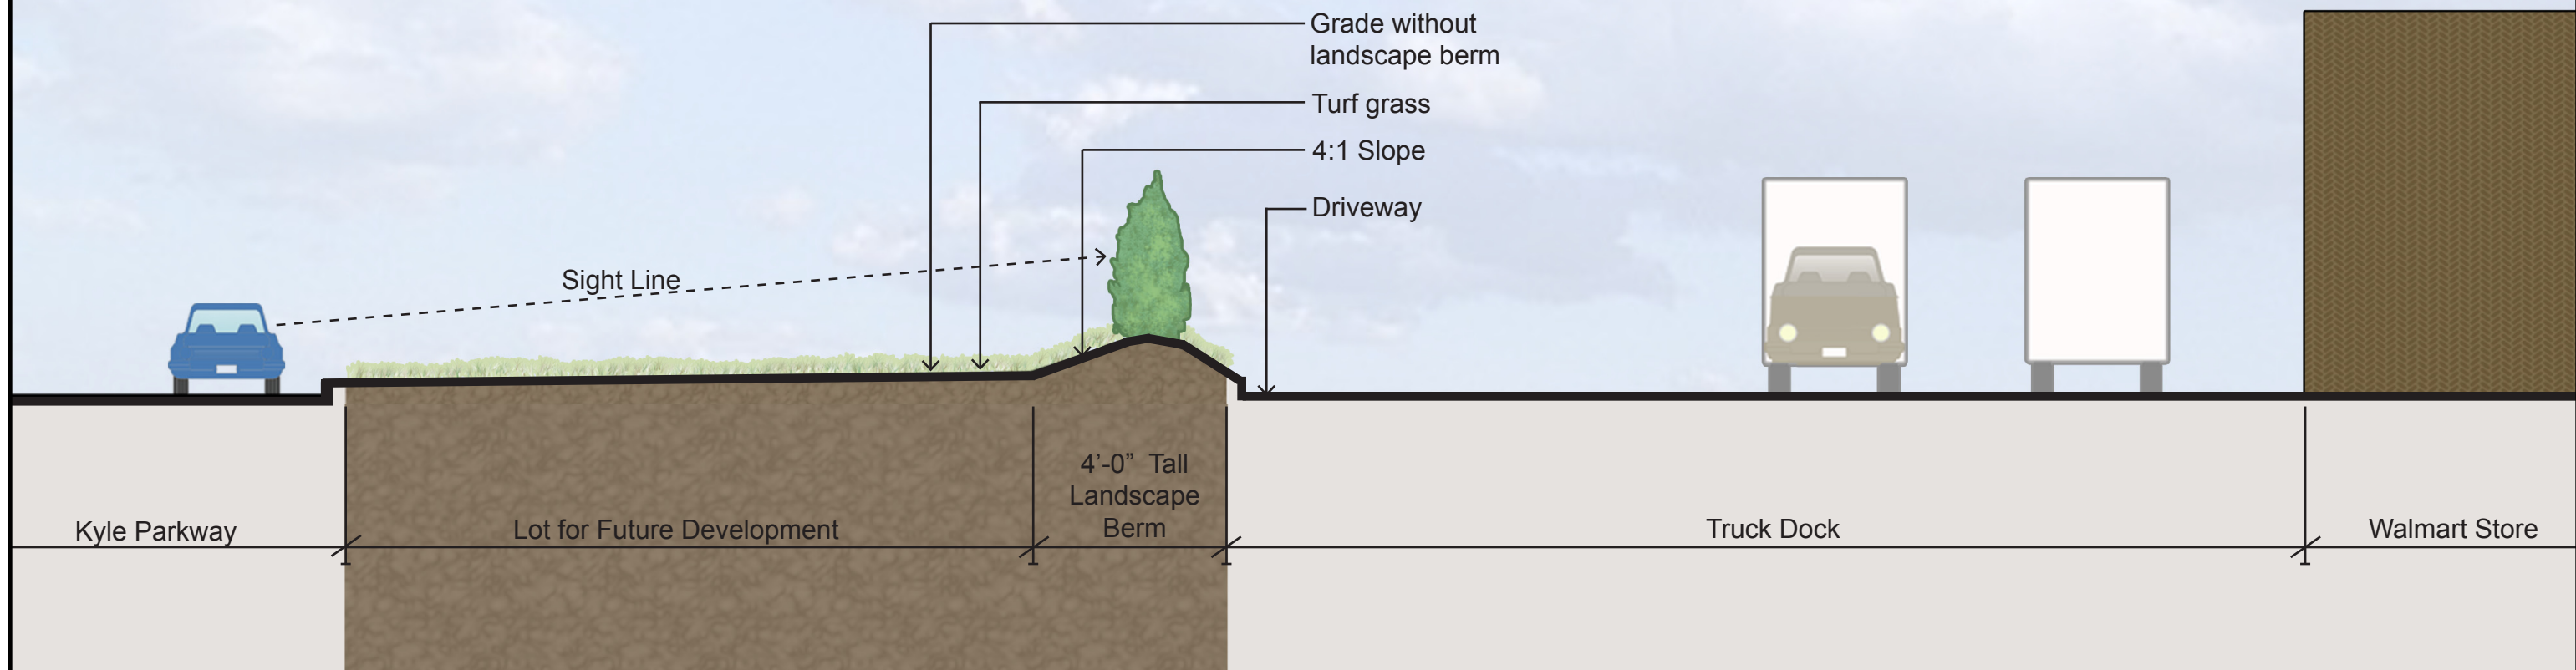 Grade without
landscape berm
Turf grass
4:1 Slope
Driveway
Sight Line
4’-0” Tall
Landscape
Berm
Kyle Parkway
Lot for Future Development
Truck Dock
Walmart Store